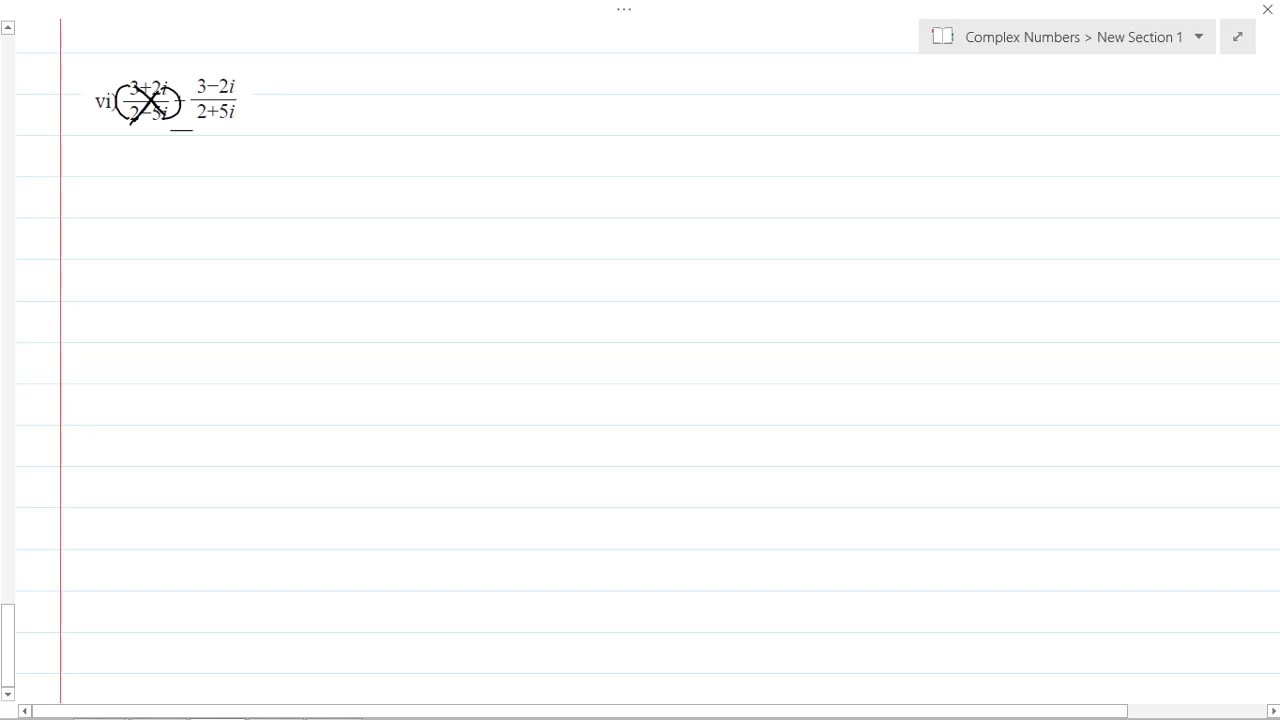 Complex Numbers > New Section 1
vi) 3+2i/2−5i + 3−2i/2+5i